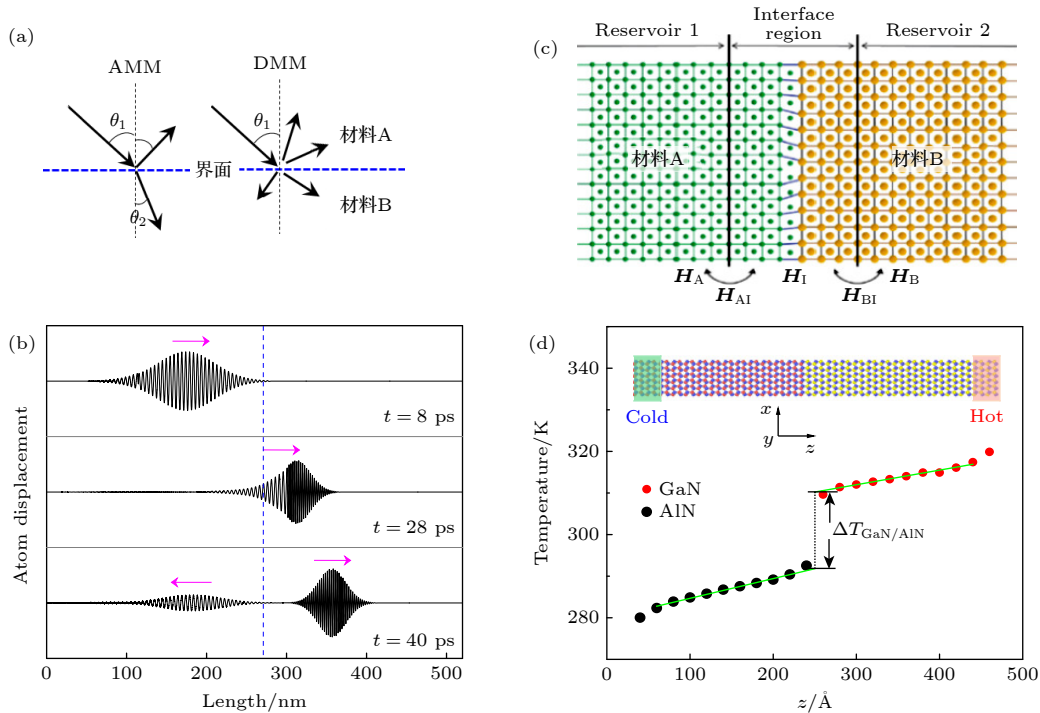 (a)
AMM
DMM
θ1
θ1
材料A
界面
材料B
θ2
(c)
Reservoir 1
Interface
region
Reservoir 2
材料A
材料B
HA
HI
HB
HAI
HBI
(b)
Atom displacement
t = 8 ps
t = 28 ps
t = 40 ps
0
100
200
300
400
500
Length/nm
(d)
Temperature/K
340
320
300
280
Cold
Hot
x
y
z
GaN
AlN
ΔTGaN/AlN
0
100
200
300
400
500
z/Å